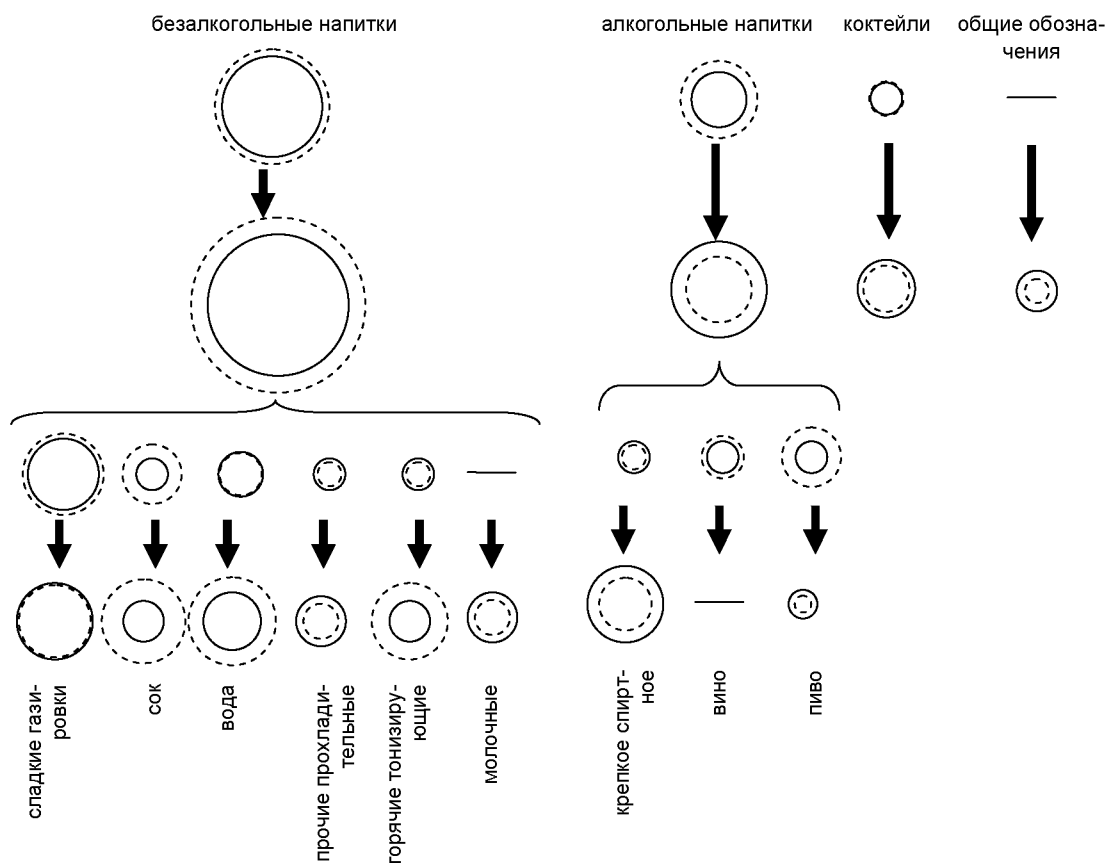 безалкогольные напитки
алкогольные напитки
коктейли
общие обозна-
чения
сладкие гази-
ровки
сок
вода
прочие прохлади-
тельные
горячие тонизиру-
ющие
молочные
крепкое спирт-
ное
вино
пиво